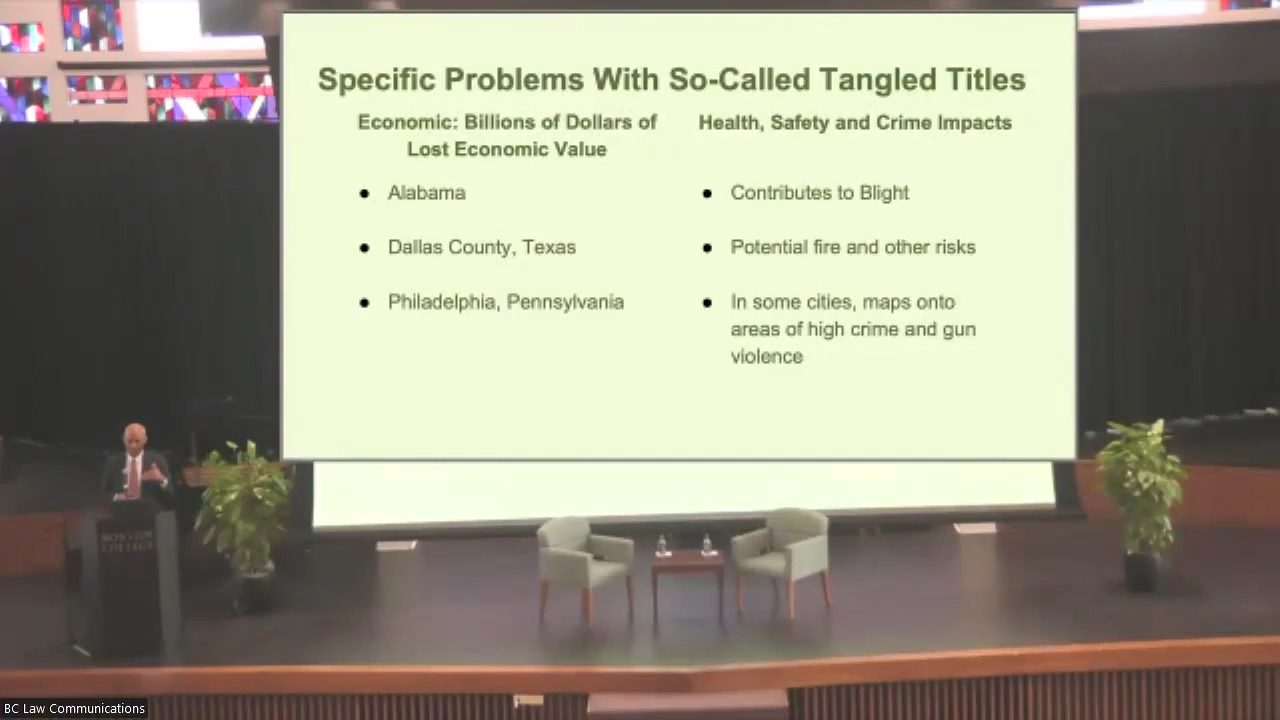 Specific Problems With So-Called Tangled Titles
Economic: Billions of Dollars of
Lost Economic Value
• Alabama
• Dallas County, Texas
• Philadelphia, Pennsylvania
Health, Safety and Crime Impacts
• Contributes to Blight
• Potential fire and other risks
• In some cities, maps onto
areas of high crime and gun
violence
BOSTON
COLLEGE
BC Law Communications